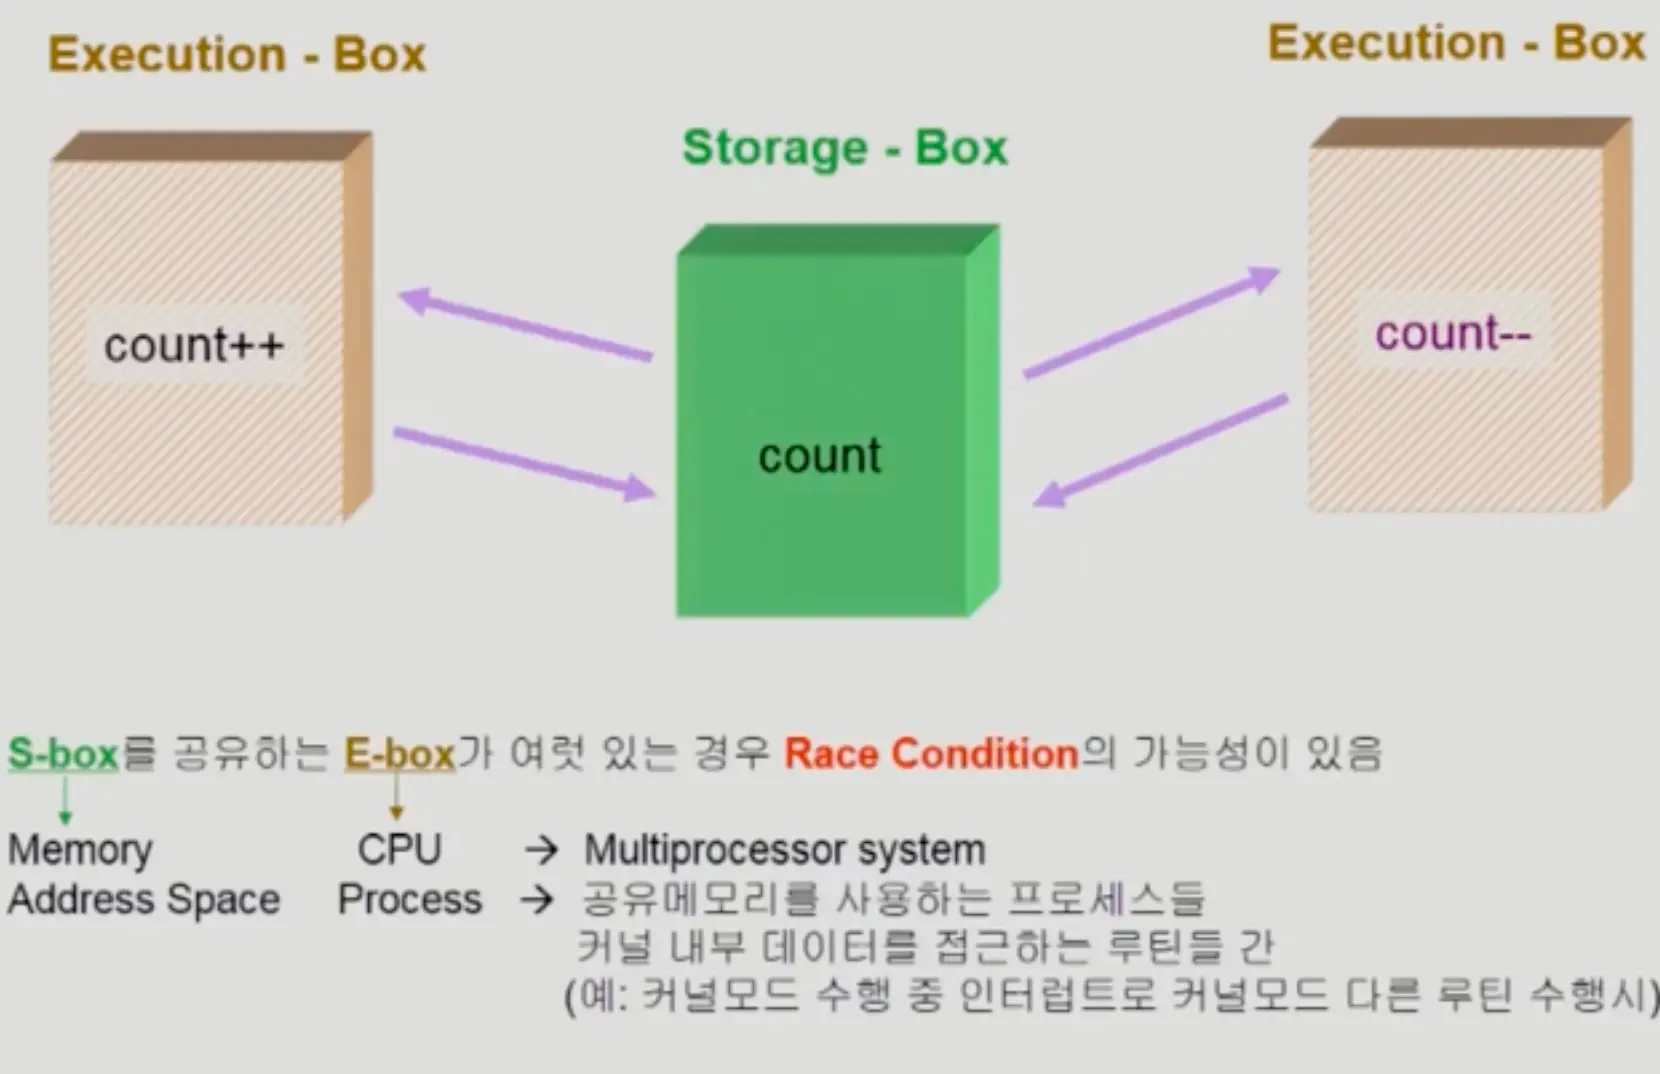 Execution - Box
Execution - Box
Storage - Box
count++
count
count--
S-box를 공유하는 E-box가 여럿 있는 경우 Race Condition의 가능성이 있음
Memory CPU → Multiprocessor system
Address Space Process → 공유메모리를 사용하는 프로세스들
커널 내부 데이터를 접근하는 루틴들 간
(예: 커널모드 수행 중 인터럽트로 커널모드 다른 루틴 수행시)